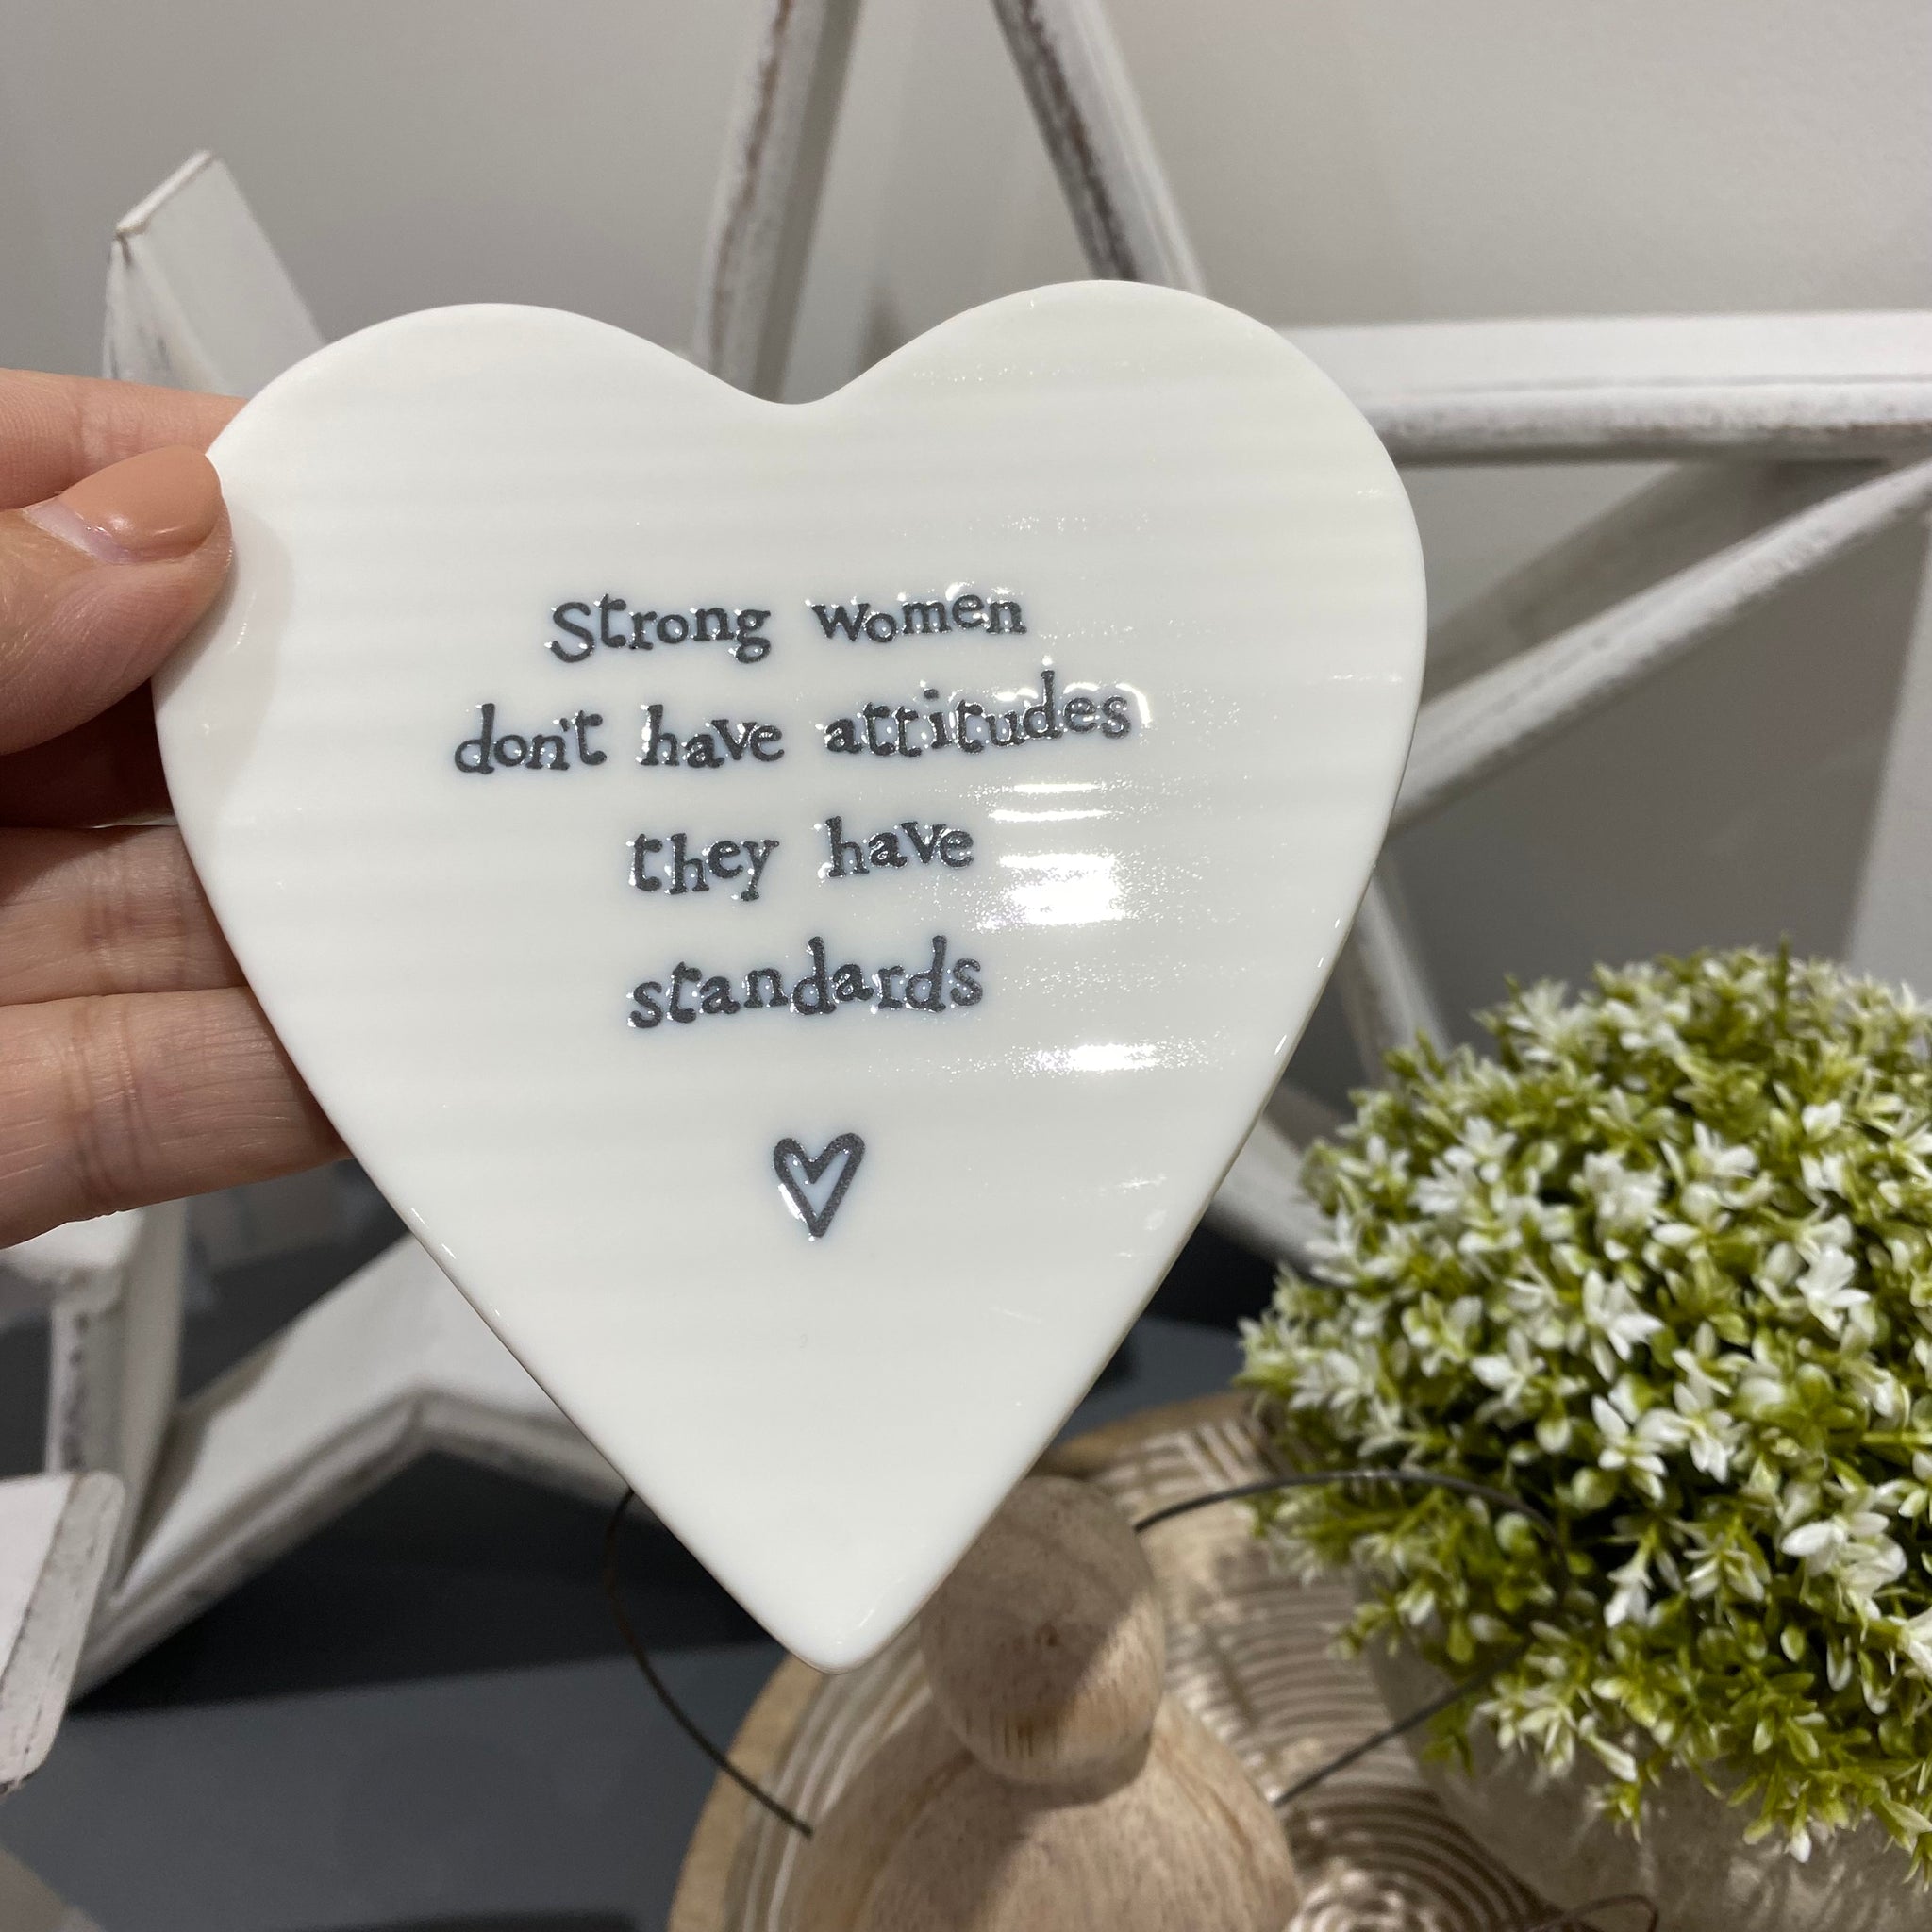 Strong women
don't have attitudes
they have
standards